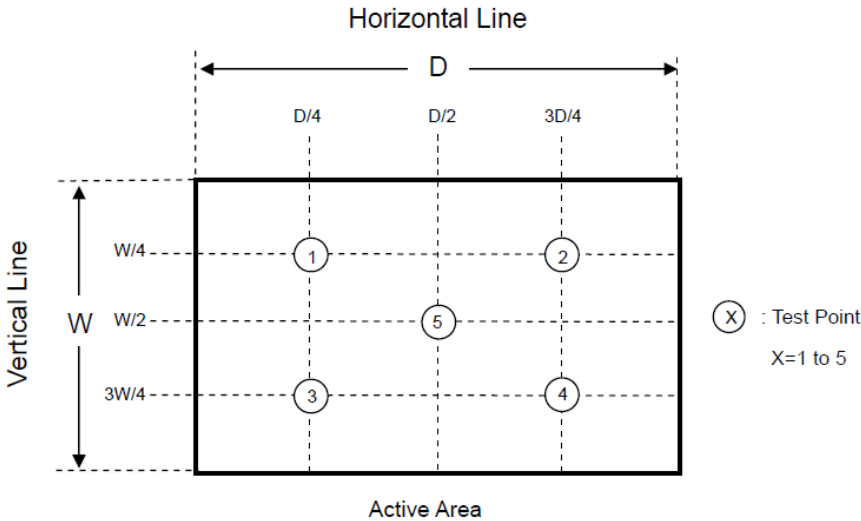 Horizontal Line
D
D/4 D/2 3D/4
W/4
1 2
Vertical Line
W
W/2
5
X : Test Point
X=1 to 5
3W/4
3 4
Active Area